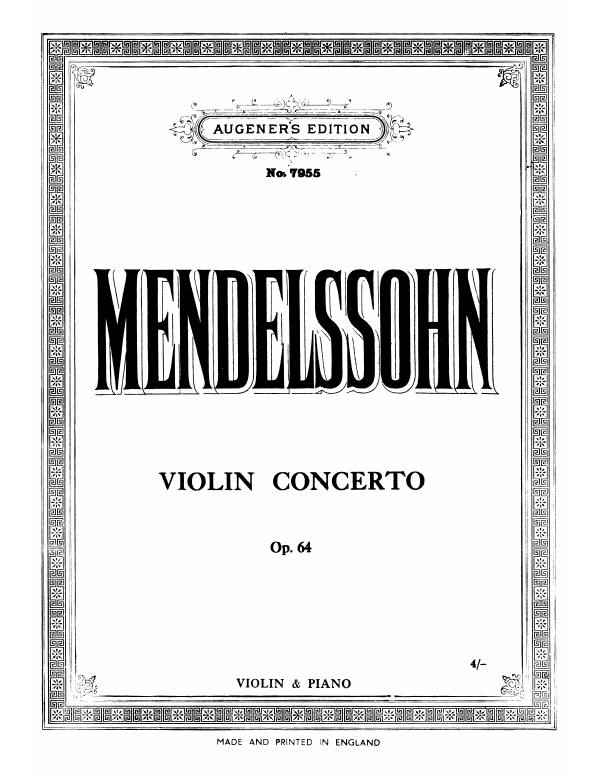 AUGENER'S EDITION
No. 7955
MENDELSSOHN
VIOLIN CONCERTO
Op. 64
4/-
VIOLIN & PIANO
MADE AND PRINTED IN ENGLAND